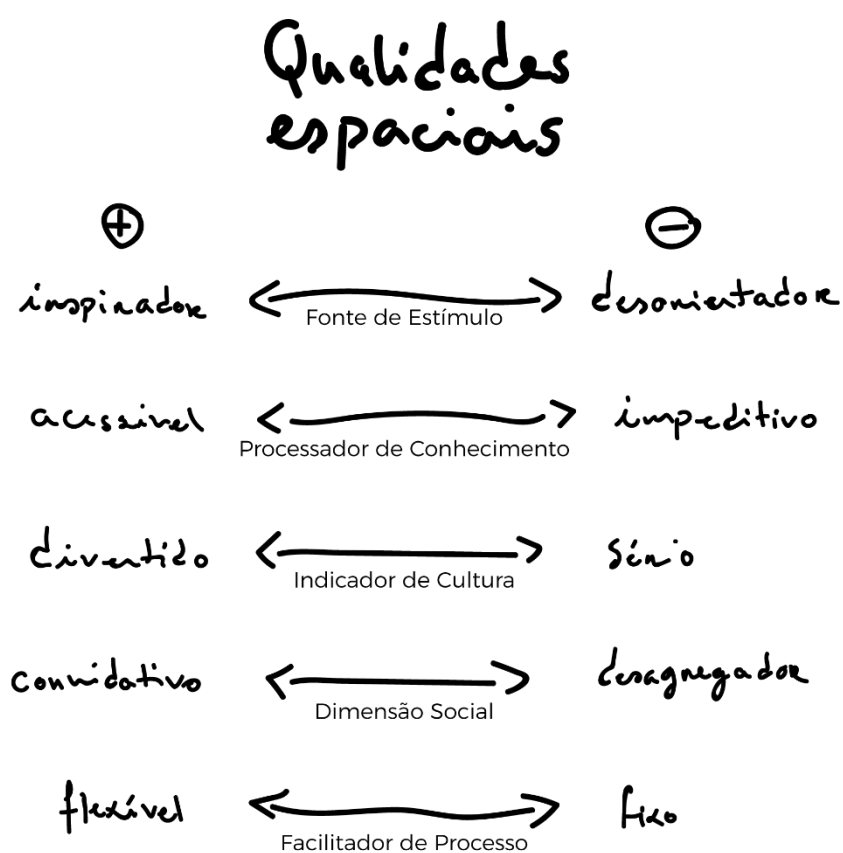 Qualidades
espaciais
+ -
inspirador desorientador
Fonte de Estímulo
acessível impeditivo
Processador de Conhecimento
divertido Sério
Indicador de Cultura
convidativo desagregador
Dimensão Social
flexível fixo
Facilitador de Processo